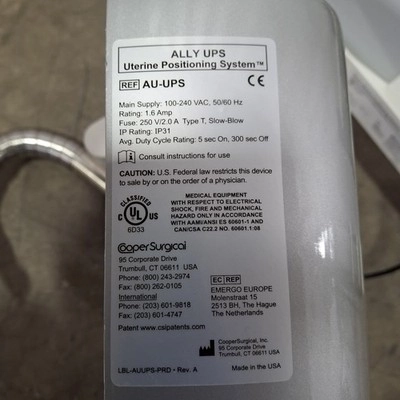 ALLY UPS
Uterine Positioning System™
REF AU-UPS
CE
Main Supply: 100-240 VAC, 50/60 Hz
Rating: 1.6 Amp
Fuse: 250 V/2.0 A Type T, Slow-Blow
IP Rating: IP31
Avg. Duty Cycle Rating: 5 sec On, 300 sec Off
i Consult instructions for use
CAUTION: U.S. Federal law restricts this device
to sale by or on the order of a physician.
CLASSIFIED
C UL US
6D33
MEDICAL EQUIPMENT
WITH RESPECT TO ELECTRICAL
SHOCK, FIRE AND MECHANICAL
HAZARD ONLY IN ACCORDANCE
WITH AAMI/ANSI ES 60601-1 AND
CAN/CSA C22.2 NO. 60601.1:08
CooperSurgical
95 Corporate Drive
Trumbull, CT 06611 USA
Phone: (800) 243-2974
Fax: (800) 262-0105
International
Phone: (203) 601-9818
Fax: (203) 601-4747
Patent www.csipatents.com
EC REP
EMERGO EUROPE
Molenstraat 15
2513 BH, The Hague
The Netherlands
CooperSurgical, Inc.
95 Corporate Drive
Trumbull, CT 06611 USA
LBL-AUUPS-PRD • Rev. A
Made in the USA